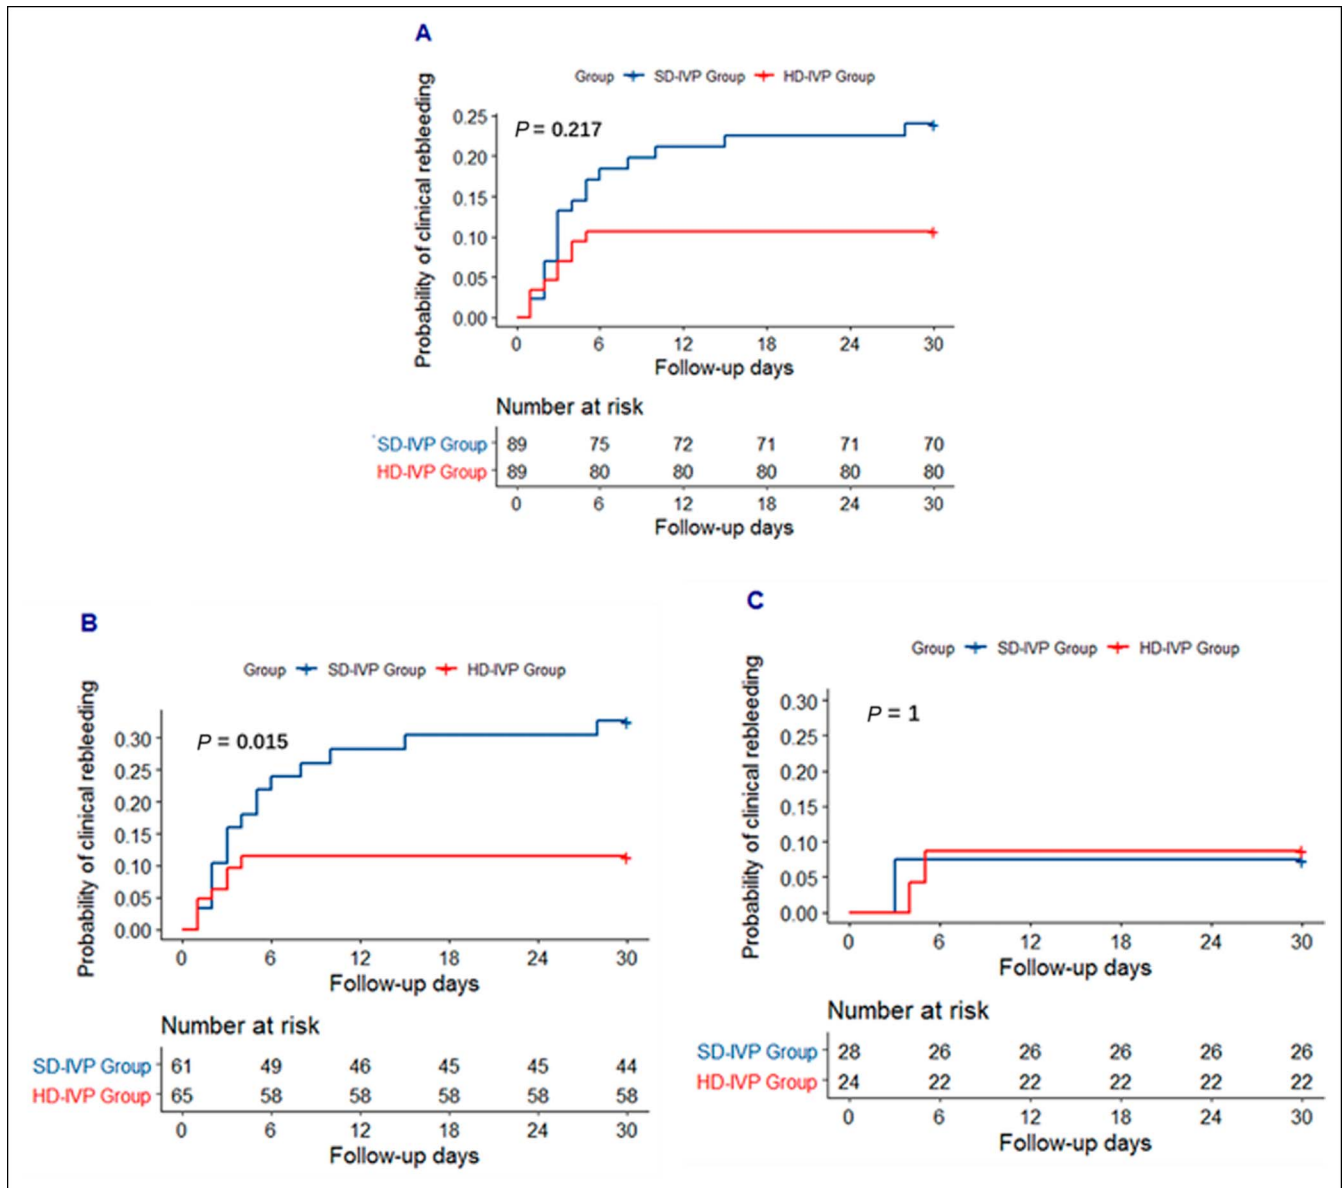 A
Group SD-IVP Group HD-IVP Group
Probability of clinical rebleeding
P = 0.217
0.25
0.20
0.15
0.10
0.05
0.00
0 6 12 18 24 30
Follow-up days
Number at risk
SD-IVP Group 89 75 72 71 71 70
HD-IVP Group 89 80 80 80 80 80
0 6 12 18 24 30
Follow-up days
B
Group SD-IVP Group HD-IVP Group
Probability of clinical rebleeding
P = 0.015
0.30
0.25
0.20
0.15
0.10
0.05
0.00
0 6 12 18 24 30
Follow-up days
Number at risk
SD-IVP Group 61 49 46 45 45 44
HD-IVP Group 65 58 58 58 58 58
0 6 12 18 24 30
Follow-up days
C
Group SD-IVP Group HD-IVP Group
Probability of clinical rebleeding
P = 1
0.30
0.25
0.20
0.15
0.10
0.05
0.00
0 6 12 18 24 30
Follow-up days
Number at risk
SD-IVP Group 28 26 26 26 26 26
HD-IVP Group 24 22 22 22 22 22
0 6 12 18 24 30
Follow-up days